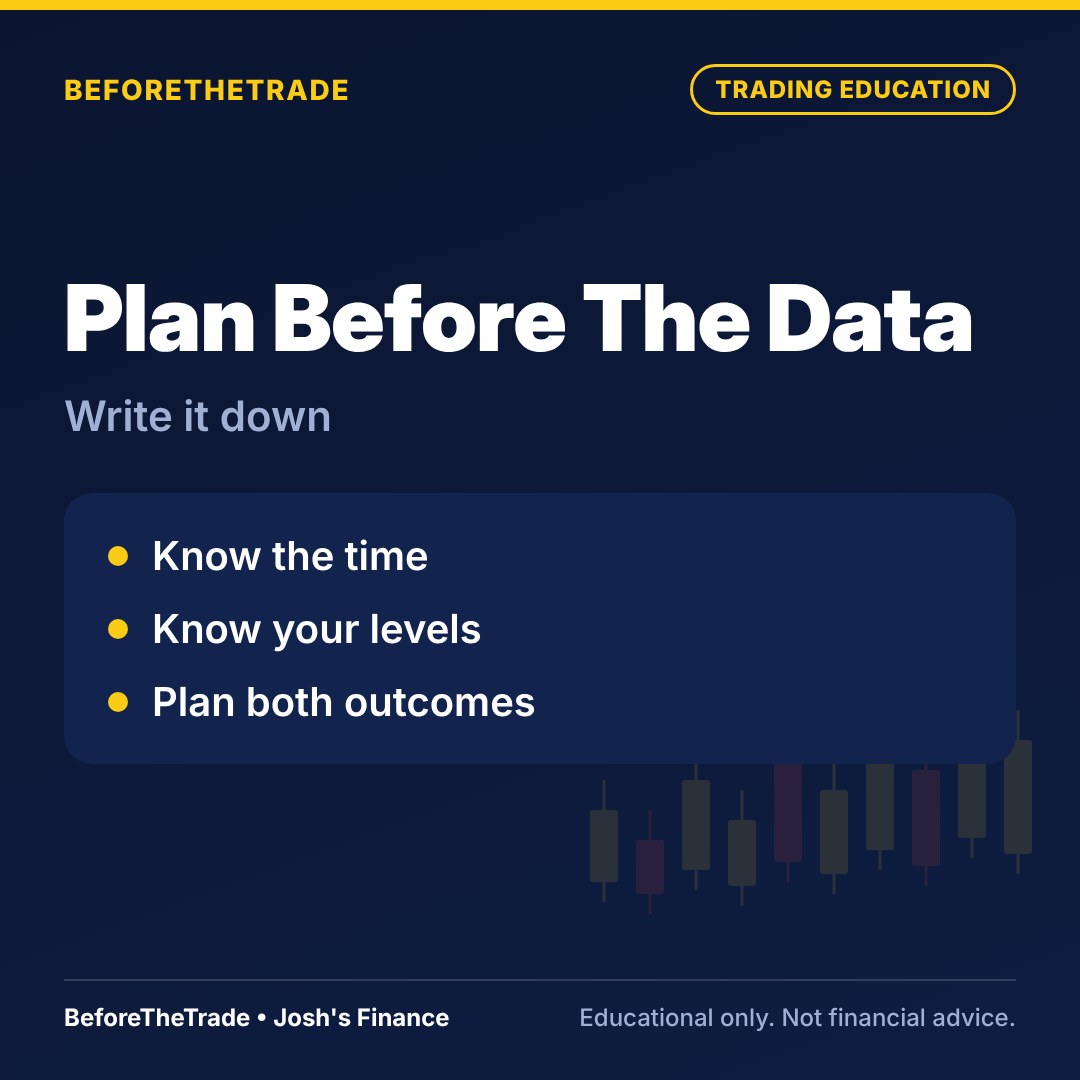 BEFORETHETRADE
TRADING EDUCATION
Plan Before The Data
Write it down
Know the time
Know your levels
Plan both outcomes
BeforeTheTrade • Josh's Finance
Educational only. Not financial advice.